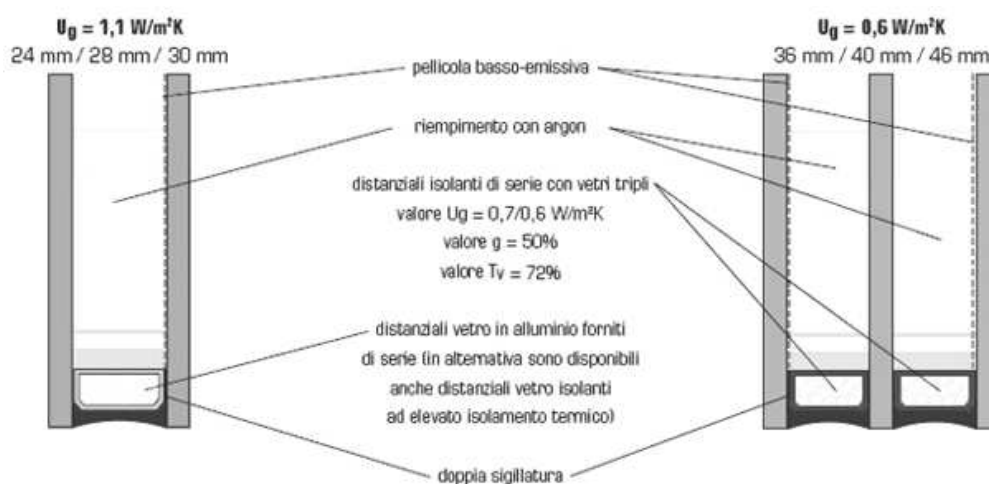 Ug = 1,1 W/m²K
24 mm / 28 mm / 30 mm
Ug = 0,6 W/m²K
36 mm / 40 mm / 46 mm
pellicola basso-emissiva
riempimento con argon
distanziali isolanti di serie con vetri tripli
valore Ug = 0,7/0,6 W/m²K
valore g = 50%
valore Tv = 72%
distanziali vetro in alluminio forniti
di serie (in alternativa sono disponibili
anche distanziali vetro isolanti
ad elevato isolamento termico)
doppia sigillatura